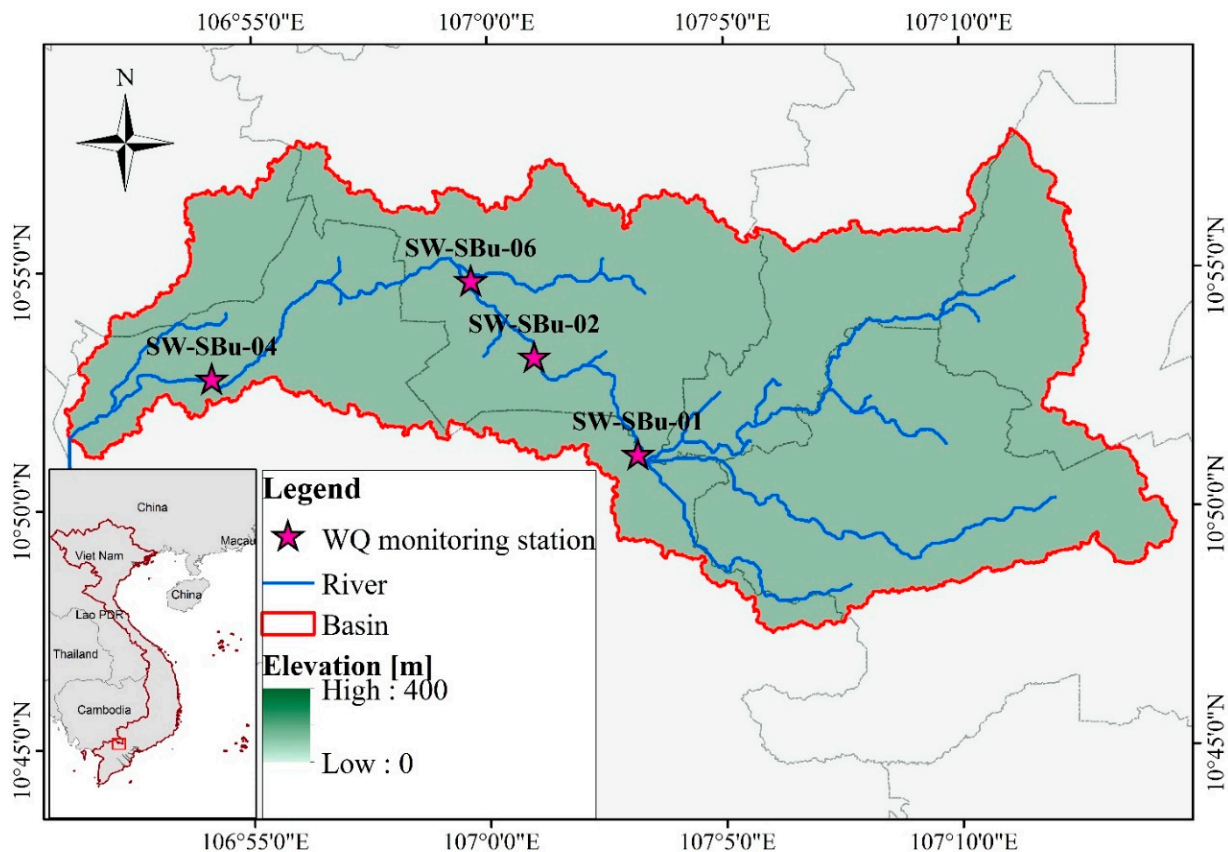 106°55'0"E
107°0'0"E
107°5'0"E
107°10'0"E
N
SW-SBu-06
10°55'0"N
10°55'0"N
SW-SBu-02
SW-SBu-04
SW-SBu-01
10°50'0"N
10°50'0"N
Legend
WQ monitoring station
River
Basin
Elevation [m]
High : 400
Low : 0
China
Macau
Viet Nam
China
Lao PDR
Thailand
Cambodia
10°45'0"N
10°45'0"N
106°55'0"E
107°0'0"E
107°5'0"E
107°10'0"E